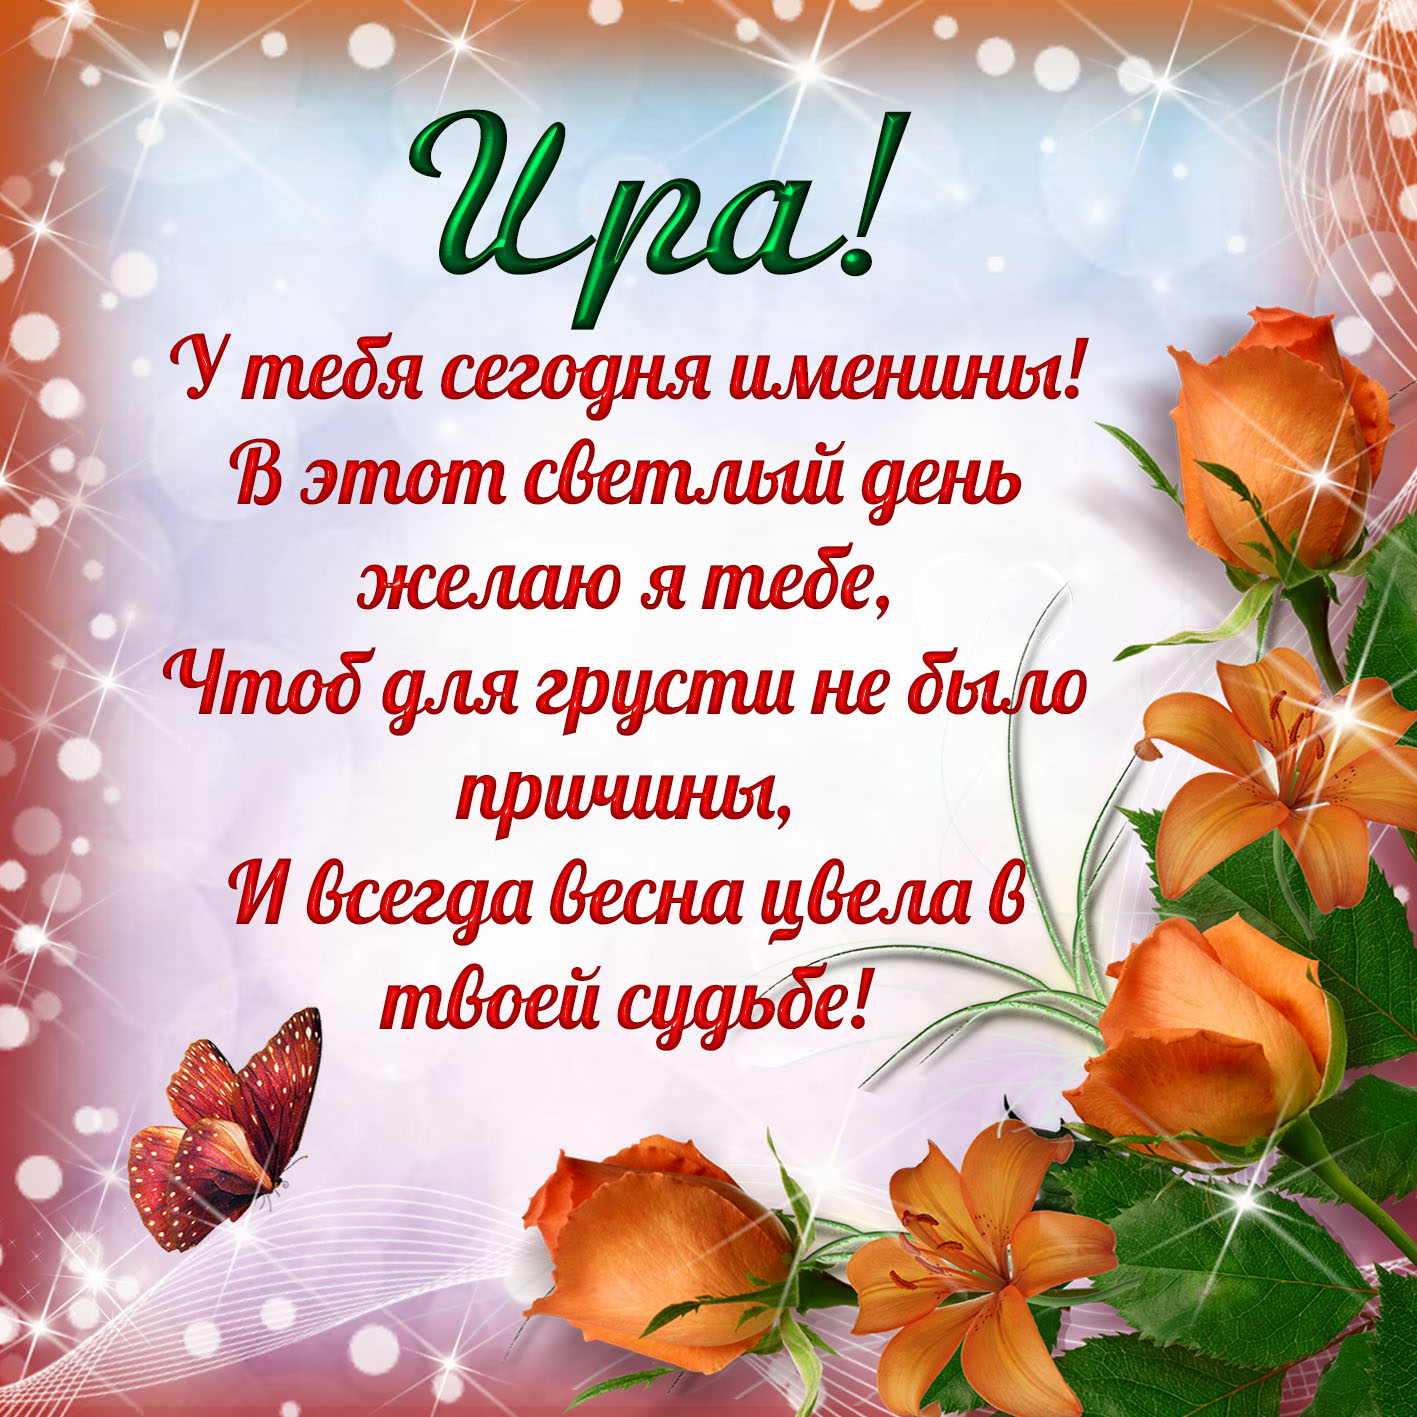 Ира!
У тебя сегодня именины!
В этот светлый день
желаю я тебе,
Чтоб для грусти не было
причины,
И всегда весна цвела в
твоей судьбе!